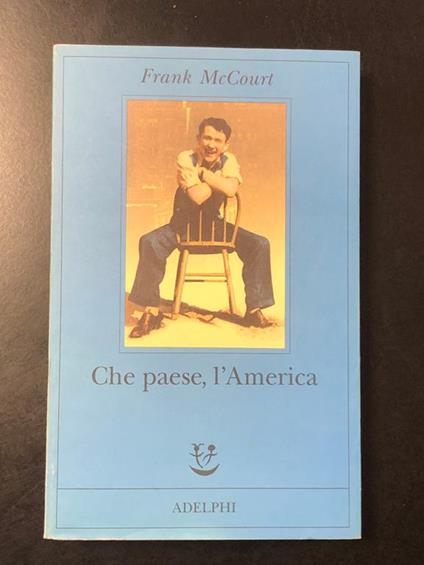 Frank McCourt
Che paese, l'America
ADELPHI